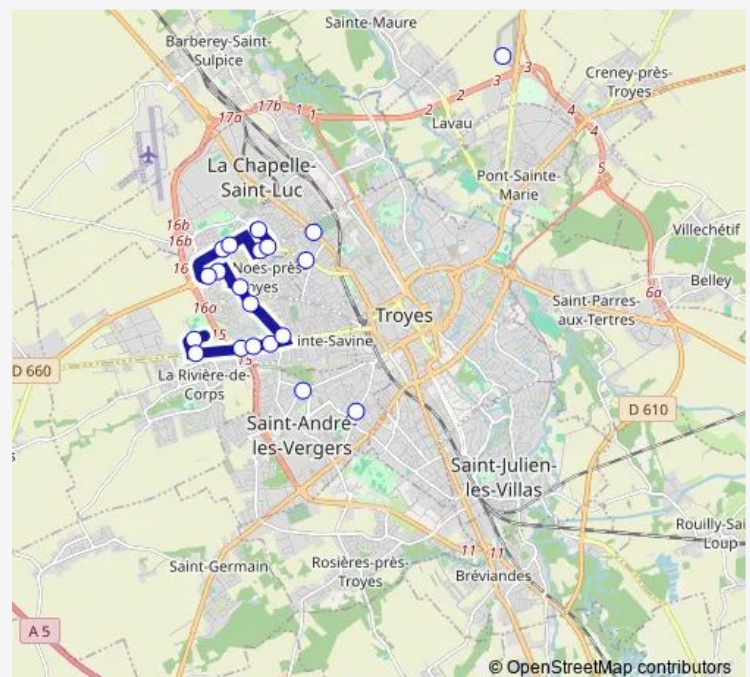 Sainte-Maure
Barberey-Saint-
Sulpice
3
3
Creney-près-
Troyes
17b
1
1
2
2
3
4
4
17a
Lavau
5
La Chapelle-
Saint-Luc
Pont-Sainte-
Marie
16b
16b
Villechétif
16
Noës-près
oyes
Belley
6a
16a
Saint-Parres-
aux-Tertres
Troyes
15
inte-Savine
15
D 660
La Rivière-de-
Corps
D 610
Saint-André-
les-Vergers
Saint-Julien-
les-Villas
Rouilly-Sai
Loup
11
11
Saint-Germain
Rosières-près-
Troyes
Bréviandes
A 5
© OpenStreetMap contributors